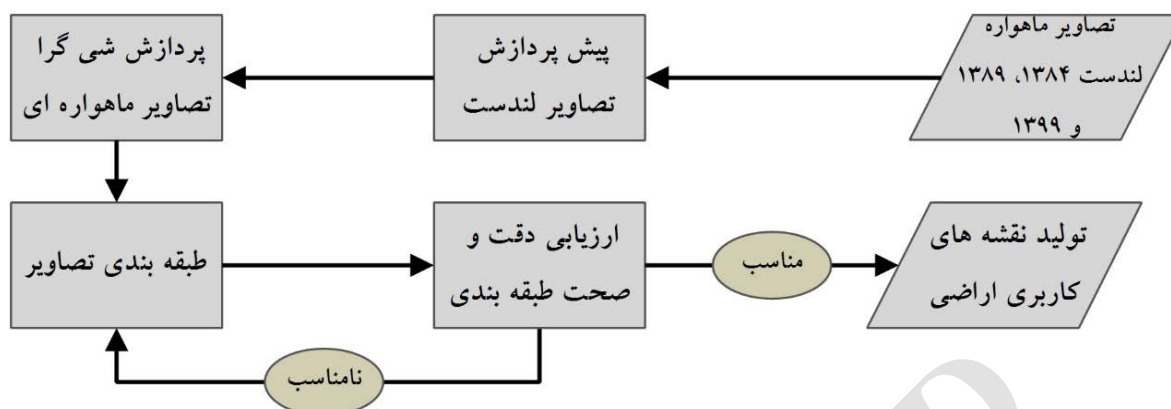 تصاویر ماهواره
لندست ۱۳۸۴، ۱۳۸۹
و ۱۳۹۹
پیش پردازش
تصاویر لندست
پردازش شی گرا
تصاویر ماهواره ای
طبقه بندی تصاویر
ارزیابی دقت و
صحت طبقه بندی
مناسب
تولید نقشه های
کاربری اراضی
نامناسب